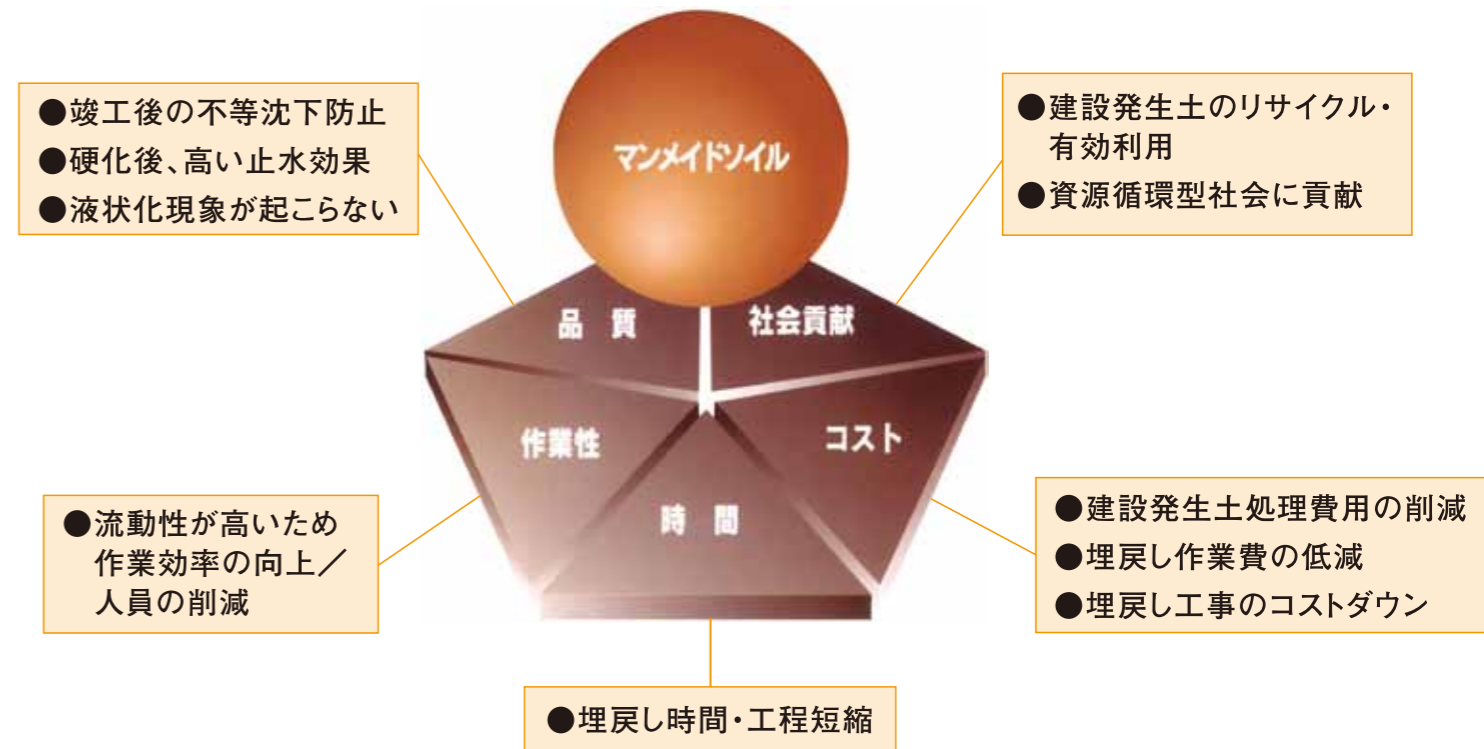 マンメイドソイル
●竣工後の不等沈下防止
●硬化後、高い止水効果
●液状化現象が起こらない
●建設発生土のリサイクル・
有効利用
●資源循環型社会に貢献
品 質
社会貢献
作業性
コスト
時 間
●流動性が高いため
作業効率の向上／
人員の削減
●建設発生土処理費用の削減
●埋戻し作業費の低減
●埋戻し工事のコストダウン
●埋戻し時間・工程短縮